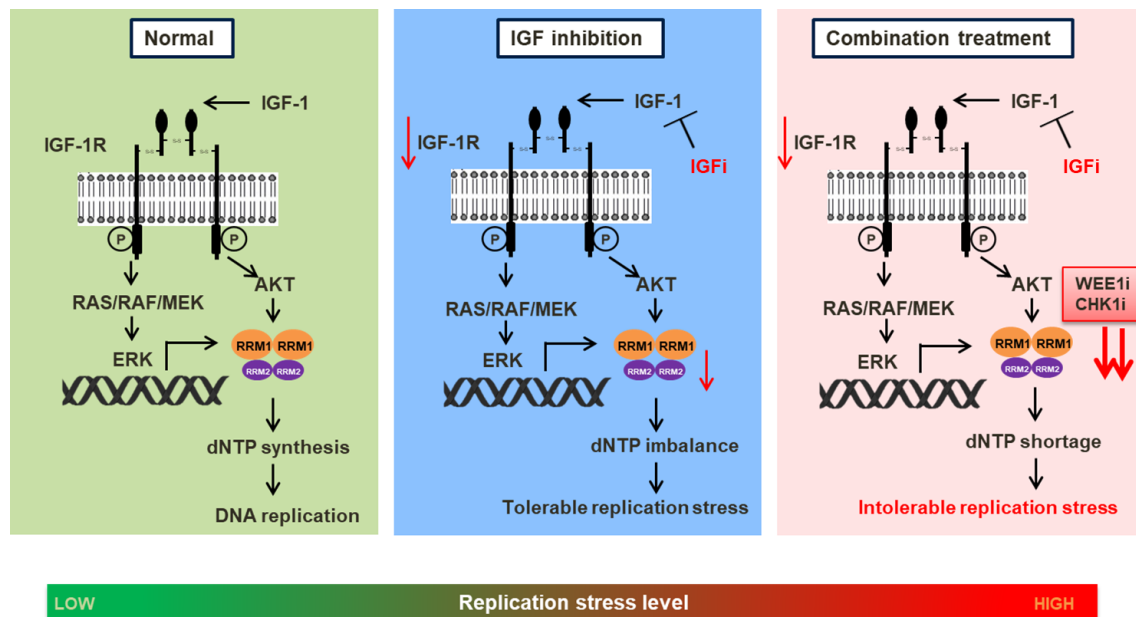 Normal
IGF-1
IGF-1R
S-S
S-S
S-S
P
P
AKT
RAS/RAF/MEK
RRM1 RRM1
ERK
RRM2 RRM2
dNTP synthesis
DNA replication
IGF inhibition
IGF-1
IGF-1R
IGFi
S-S
S-S
S-S
P
P
AKT
RAS/RAF/MEK
RRM1 RRM1
ERK
RRM2 RRM2
dNTP imbalance
Tolerable replication stress
Combination treatment
IGF-1
IGF-1R
IGFi
S-S
S-S
S-S
P
P
AKT
WEE1i
CHK1i
RAS/RAF/MEK
RRM1 RRM1
ERK
RRM2 RRM2
dNTP shortage
Intolerable replication stress
LOW Replication stress level HIGH